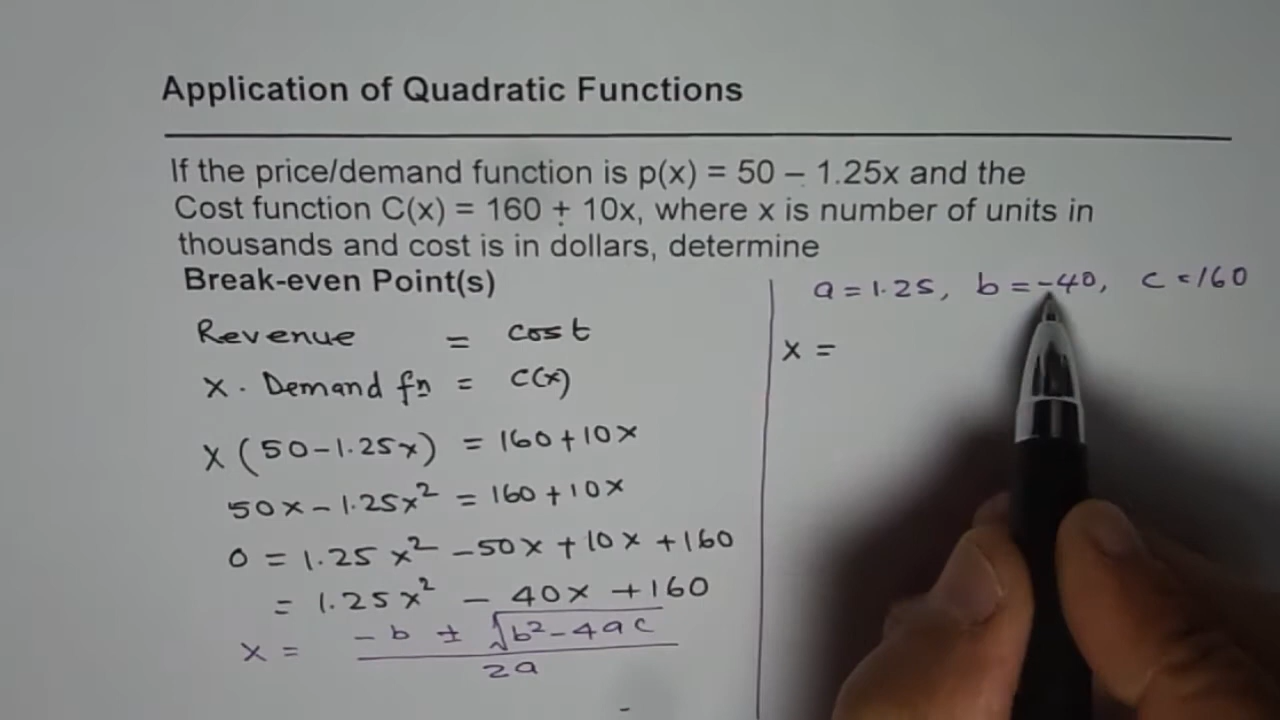 Application of Quadratic Functions
If the price/demand function is p(x) = 50 – 1.25x and the
Cost function C(x) = 160 + 10x, where x is number of units in
thousands and cost is in dollars, determine
Break-even Point(s)
Revenue = cost
x · Demand fn = C(x)
x (50-1.25x) = 160+10x
50x - 1.25x² = 160+10x
0 = 1.25x² - 50x + 10x + 160
= 1.25x² - 40x + 160
x = -b ± √b²-4ac / 2a
a = 1.25, b = -40, c = 160
x =